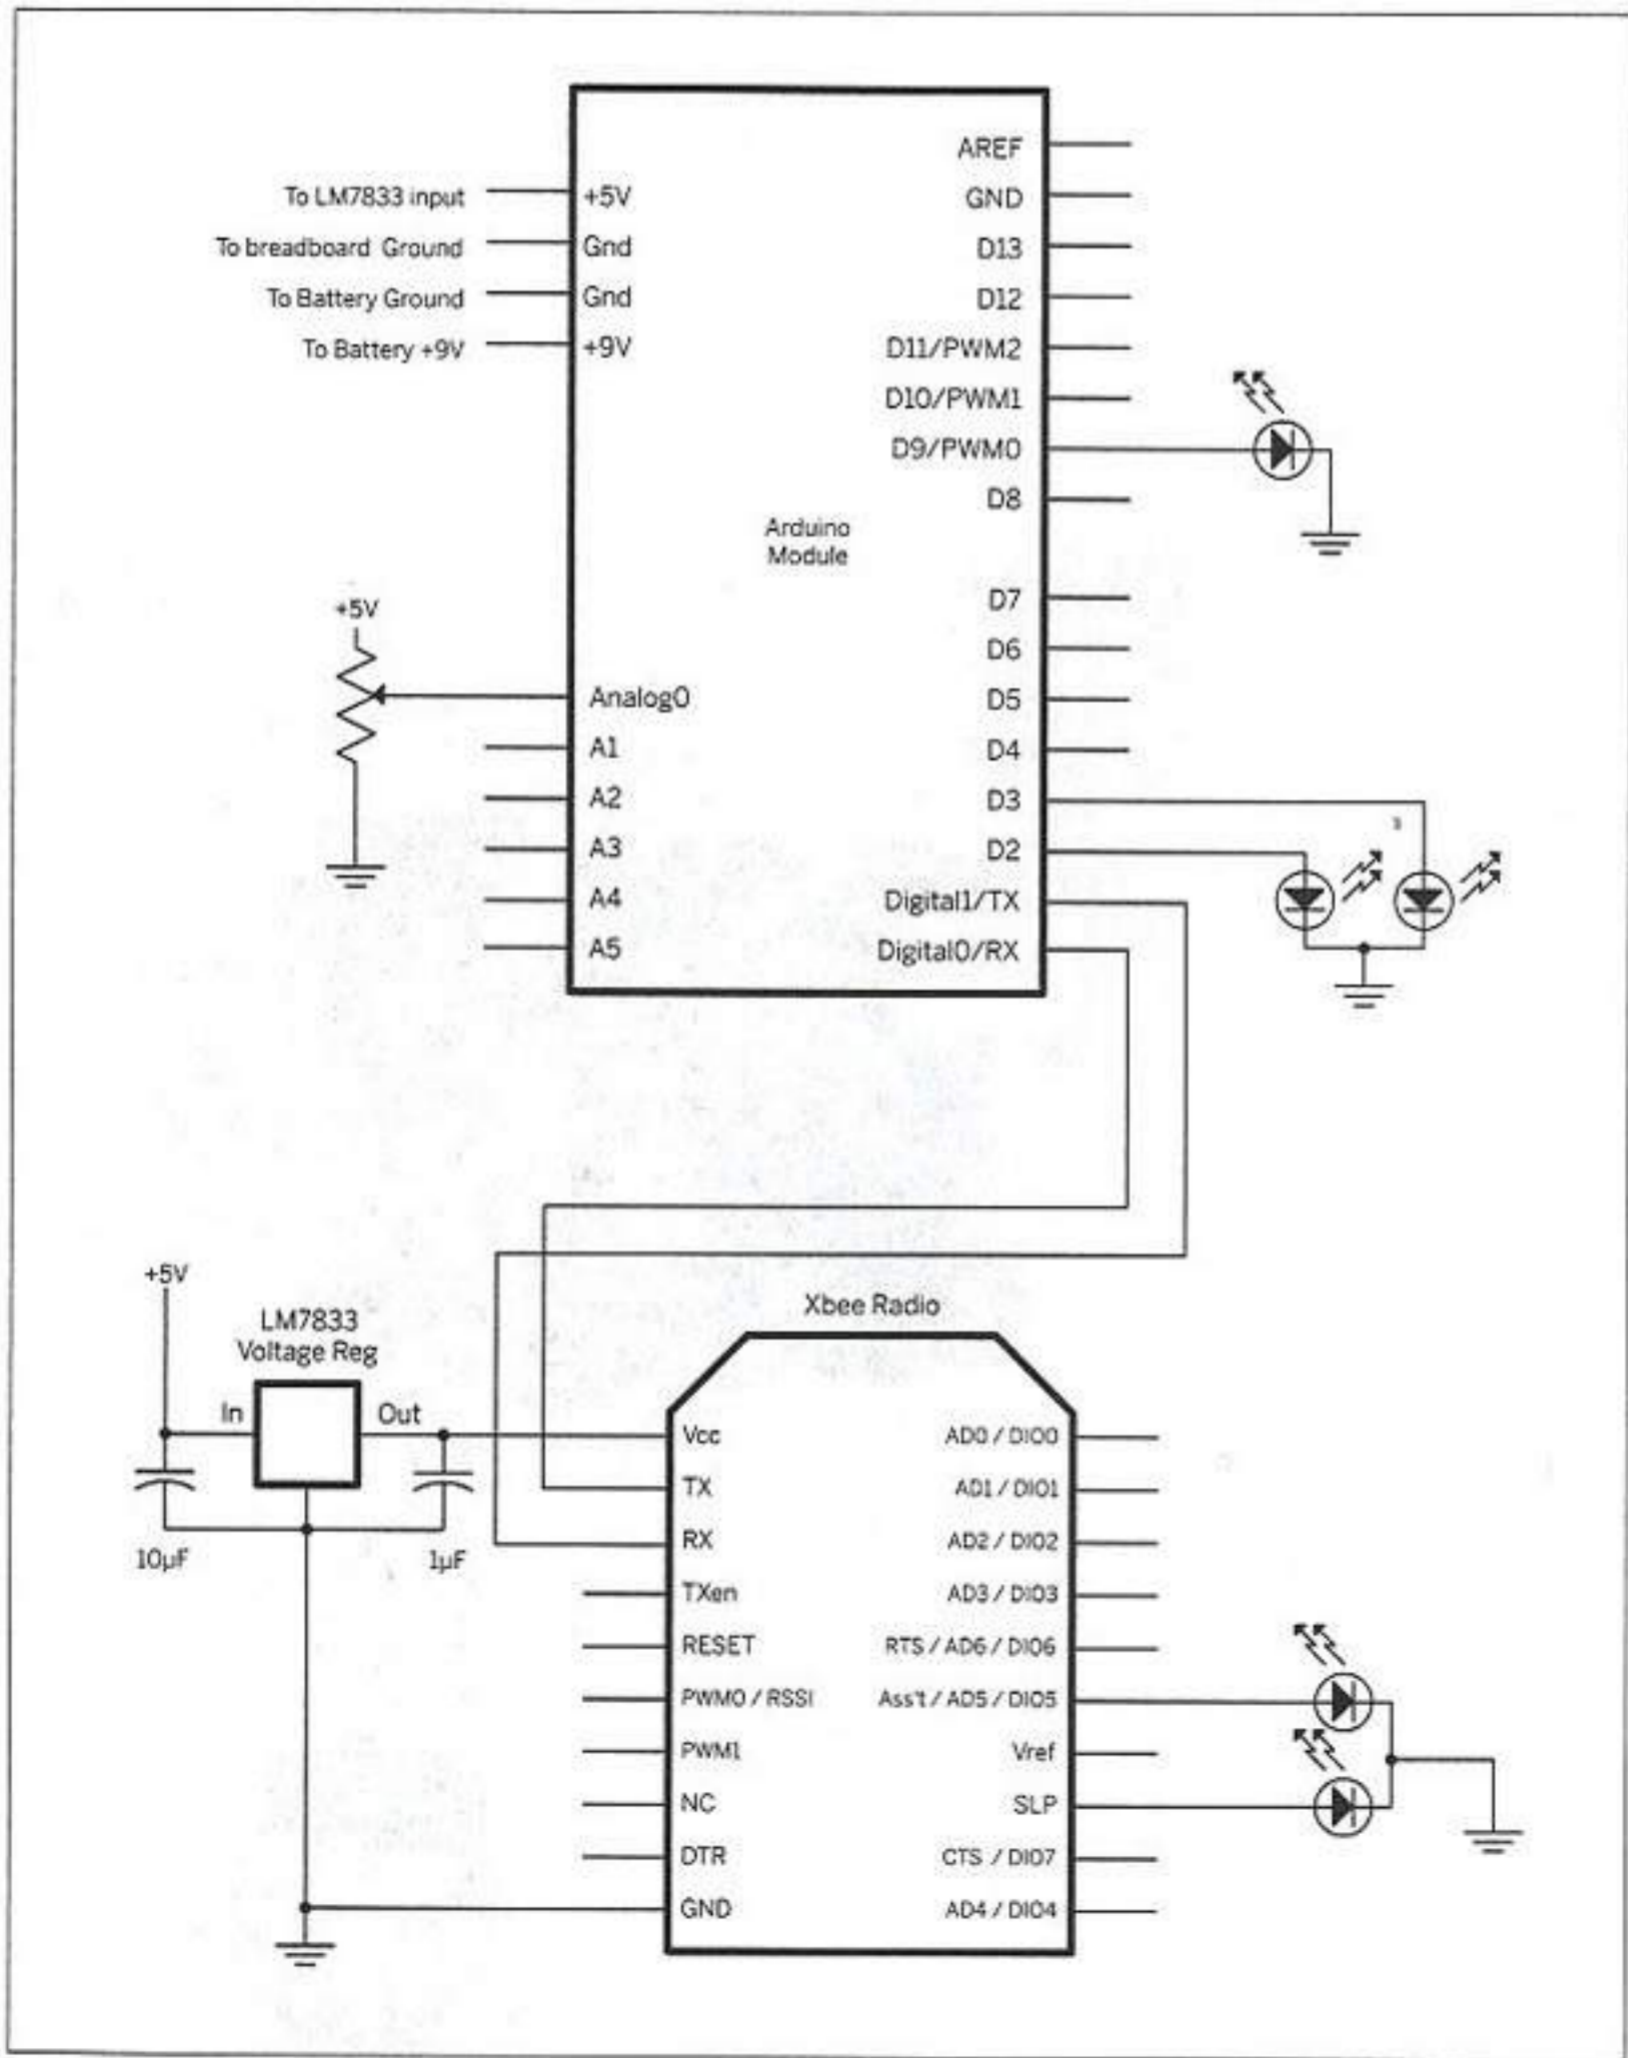 AREF
To LM7833 input
+5V
GND
To breadboard Ground
Gnd
D13
To Battery Ground
Gnd
D12
To Battery +9V
+9V
D11/PWM2
D10/PWM1
D9/PWM0
D8
Arduino
Module
D7
+5V
D6
Analog0
D5
A1
D4
A2
D3
A3
D2
A4
Digital1/TX
A5
Digital0/RX
+5V
Xbee Radio
LM7833
Voltage Reg
In
Out
Vcc
AD0 / DIO0
TX
AD1 / DIO1
RX
AD2 / DIO2
10µF
1µF
TXen
AD3 / DIO3
RESET
RTS / AD6 / DIO6
PWM0 / RSSI
Ass't / AD5 / DIO5
PWM1
Vref
NC
SLP
DTR
CTS / DIO7
GND
AD4 / DIO4